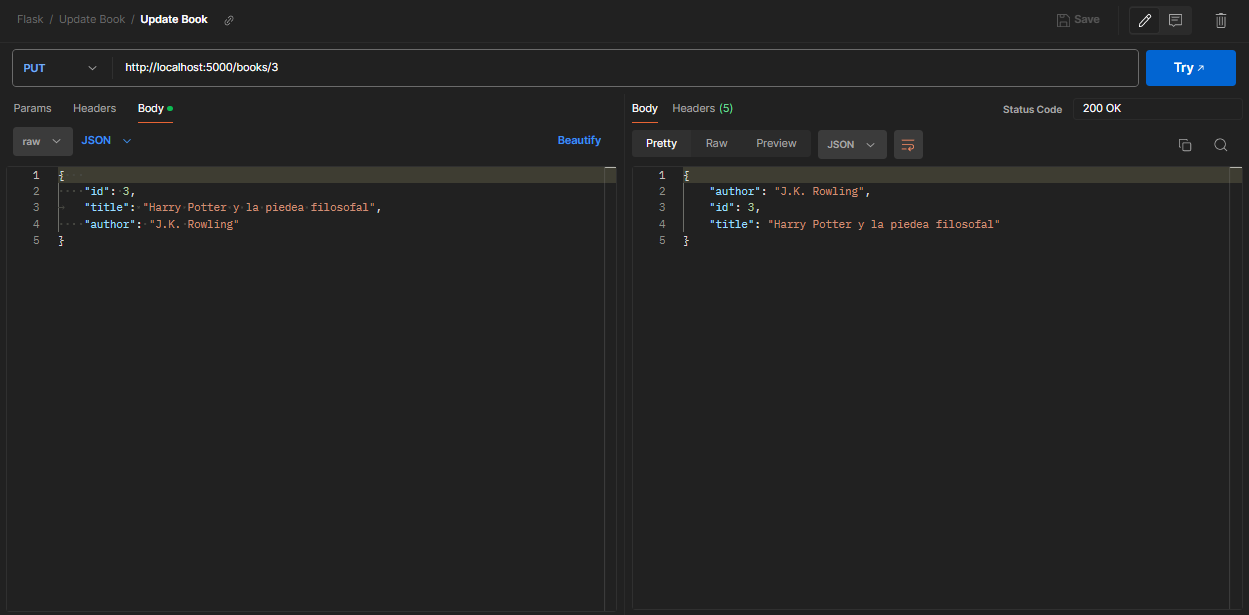 Flask / Update Book / Update Book
Save
PUT http://localhost:5000/books/3
Try ↗
Params Headers Body
raw JSON Beautify
1 {
2 "id": 3,
3 "title": "Harry Potter y la piedea filosofal",
4 "author": "J.K. Rowling"
5 }
Body Headers (5) Status Code 200 OK
Pretty Raw Preview JSON
1 {
2 "author": "J.K. Rowling",
3 "id": 3,
4 "title": "Harry Potter y la piedea filosofal"
5 }